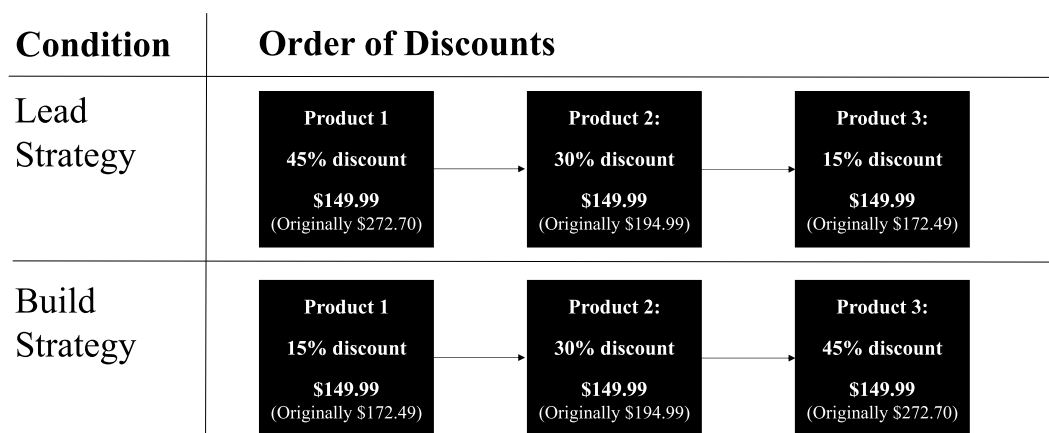 Condition
Order of Discounts
Lead
Strategy
Product 1
45% discount
$149.99
(Originally $272.70)
Product 2:
30% discount
$149.99
(Originally $194.99)
Product 3:
15% discount
$149.99
(Originally $172.49)
Build
Strategy
Product 1
15% discount
$149.99
(Originally $172.49)
Product 2:
30% discount
$149.99
(Originally $194.99)
Product 3:
45% discount
$149.99
(Originally $272.70)